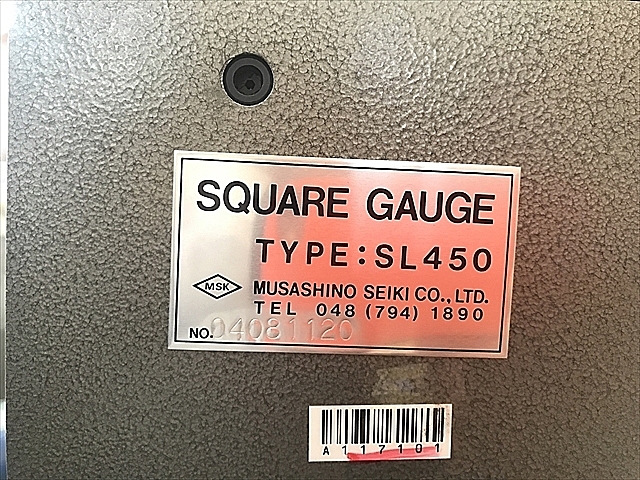 SQUARE GAUGE
TYPE:SL450
MSK MUSASHINO SEIKI CO.,LTD.
TEL 048 (794) 1890
NO. 04081120
A117101